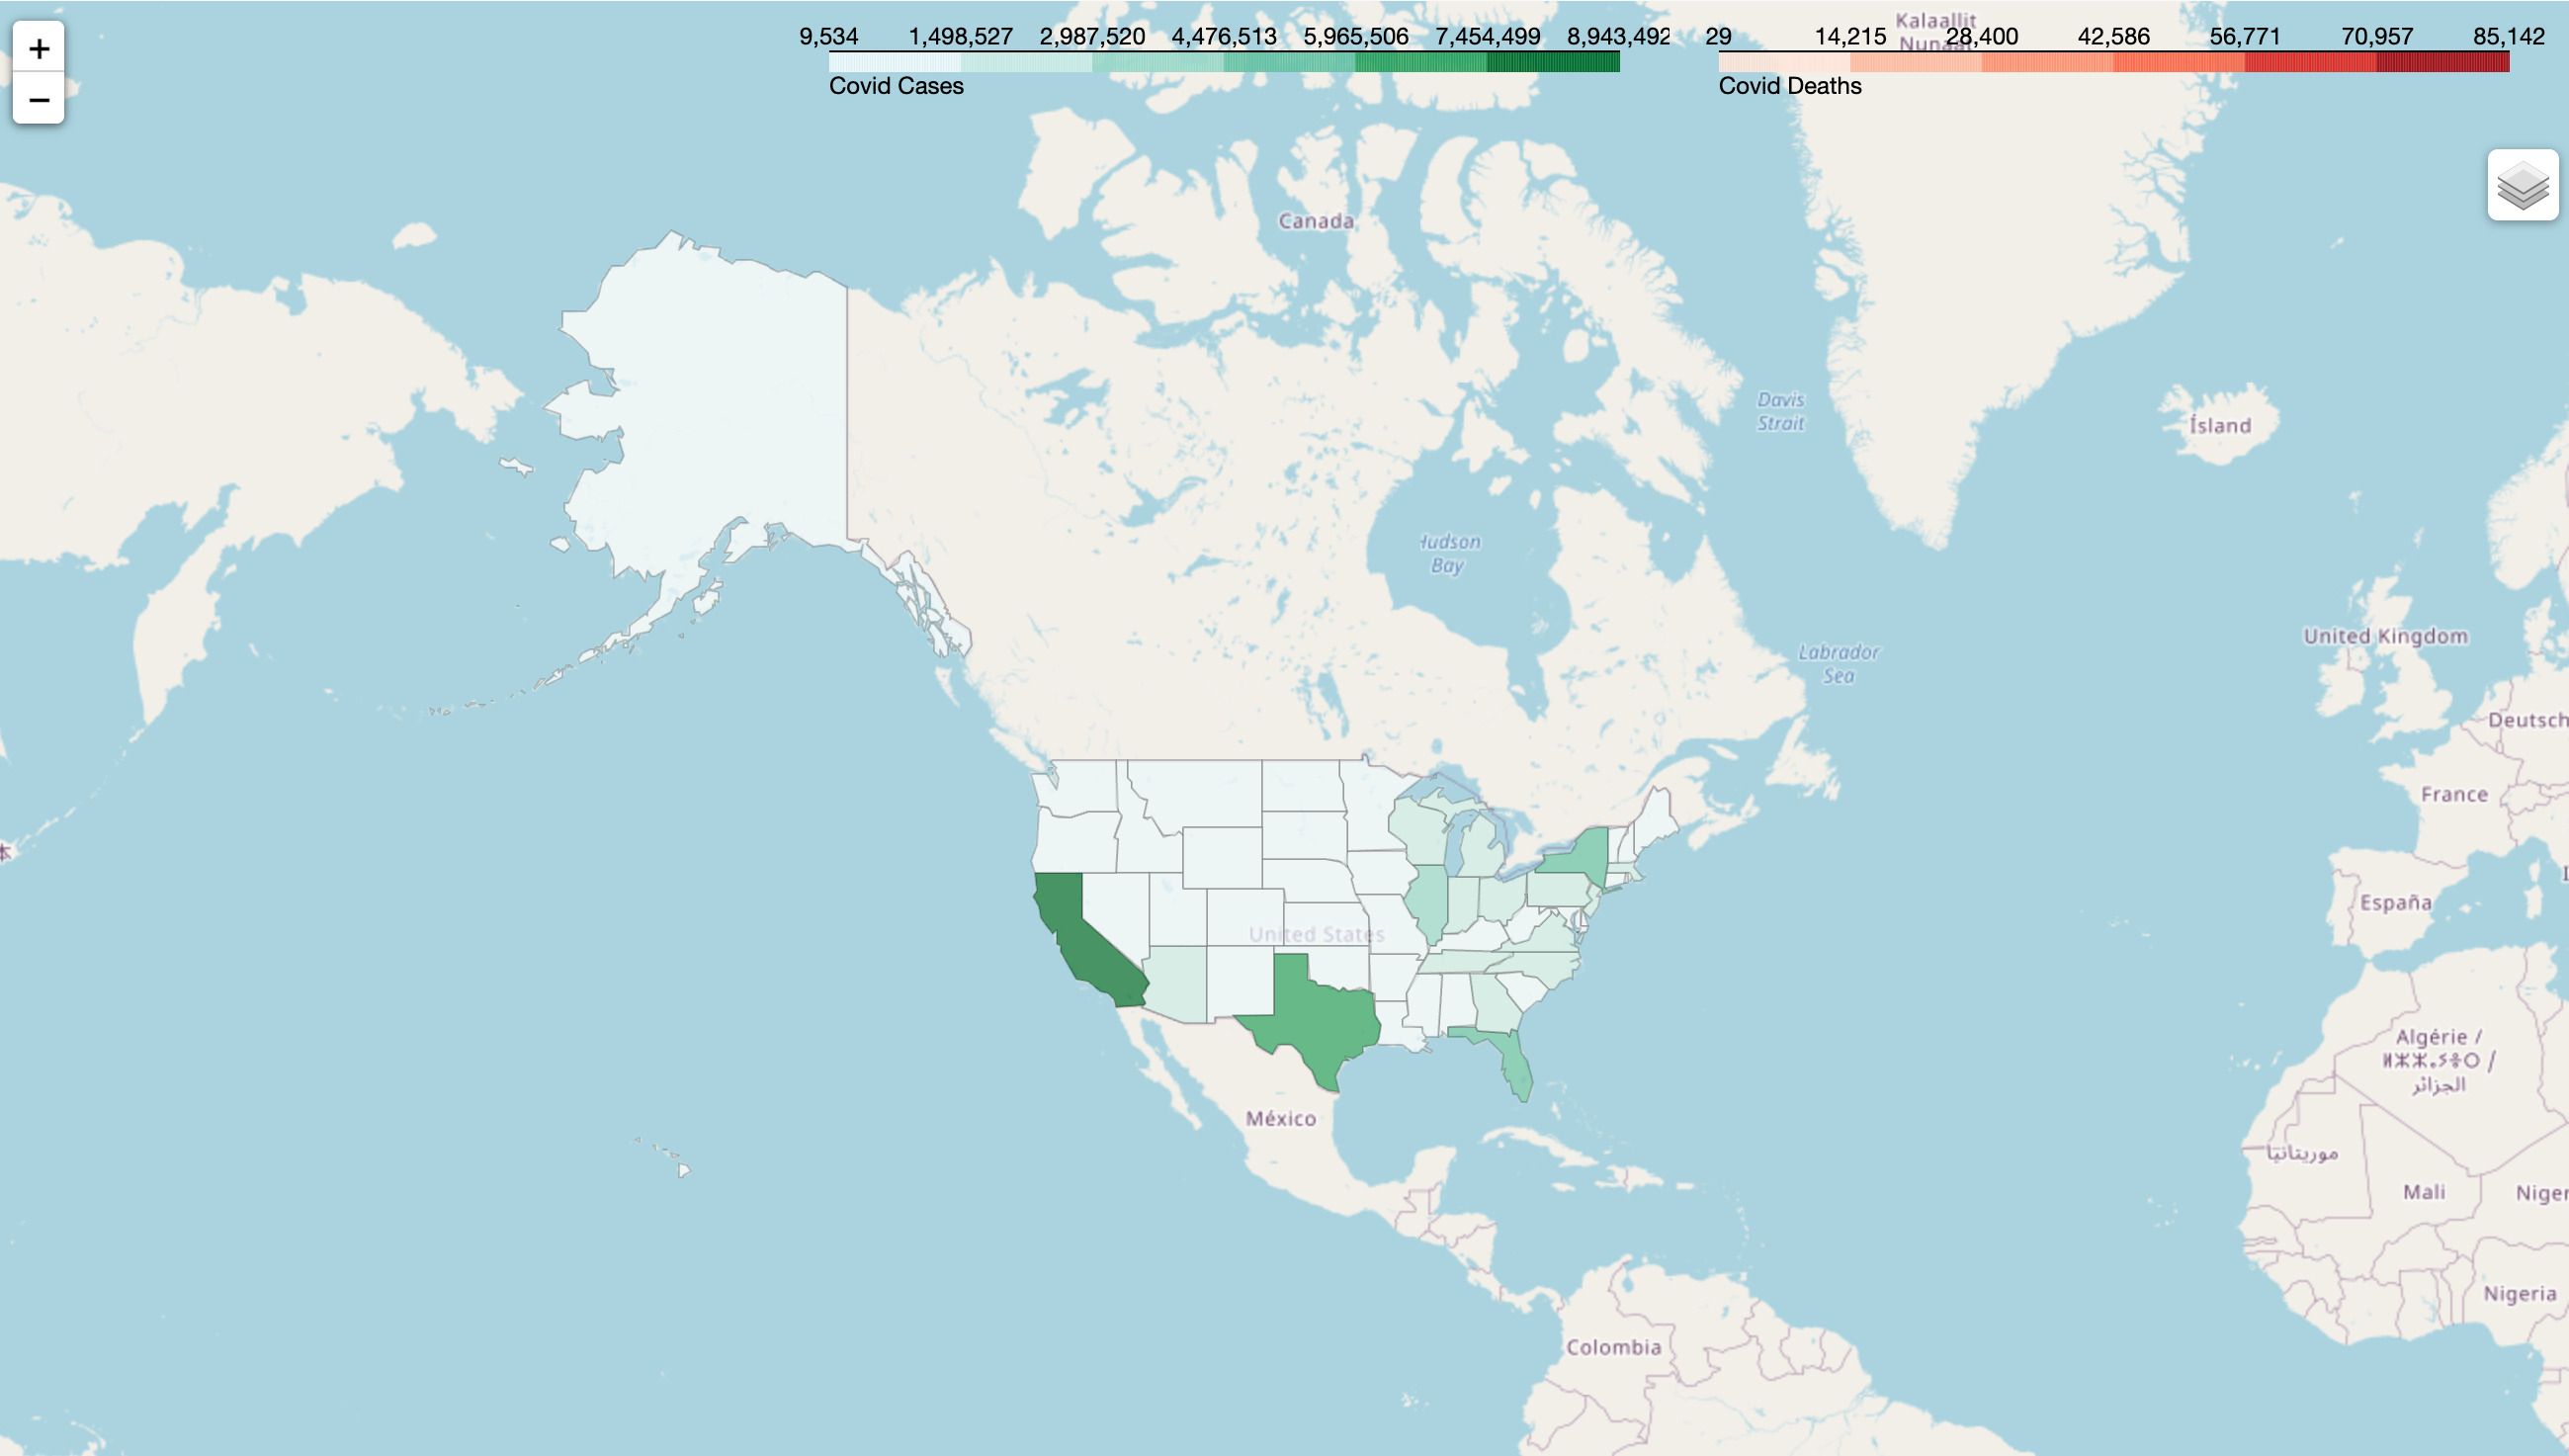 +
−
9,534 1,498,527 2,987,520 4,476,513 5,965,506 7,454,499 8,943,492
Covid Cases
29 14,215 28,400 42,586 56,771 70,957 85,142
Covid Deaths
Kalaallit
Nunaat
Canada
Davis
Strait
Ísland
Hudson
Bay
Labrador
Sea
United Kingdom
Deutsch
France
España
United States
México
Algérie /
ⵍⵣⵣⴰⵢⴻⵔ /
الجزائر
موريتانيا
Mali
Niger
Nigeria
Colombia